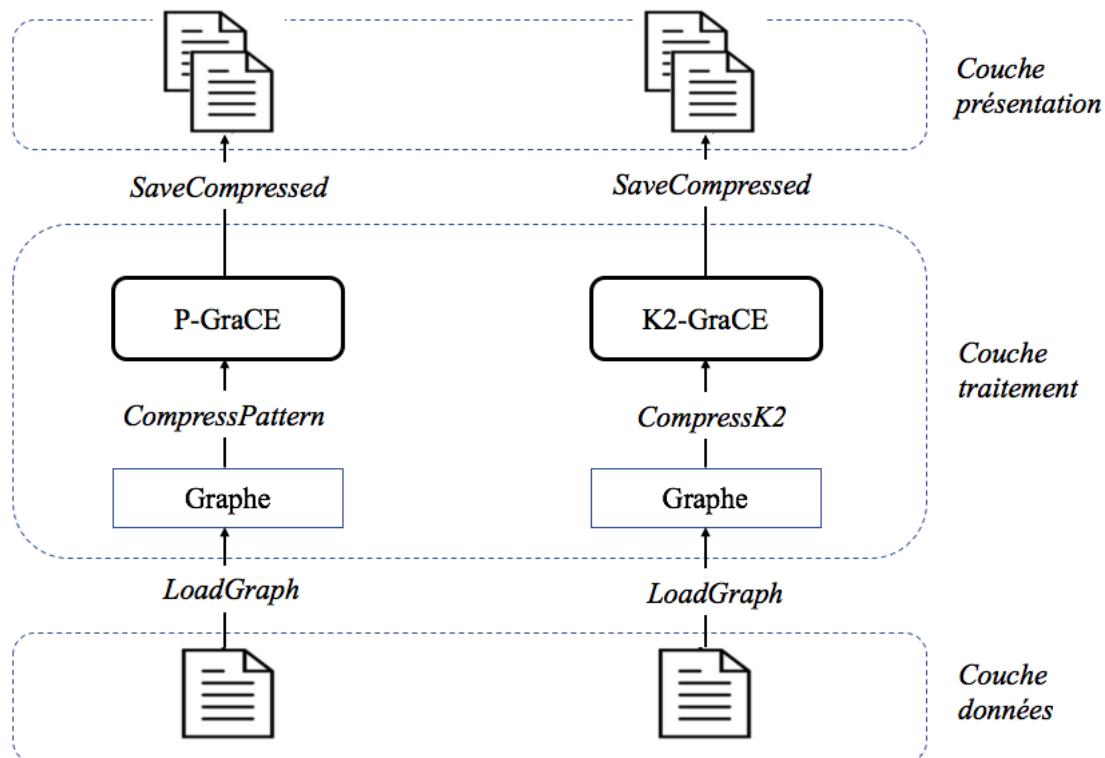 Couche
présentation
SaveCompressed
SaveCompressed
P-GraCE
K2-GraCE
Couche
traitement
CompressPattern
CompressK2
Graphe
Graphe
LoadGraph
LoadGraph
Couche
données